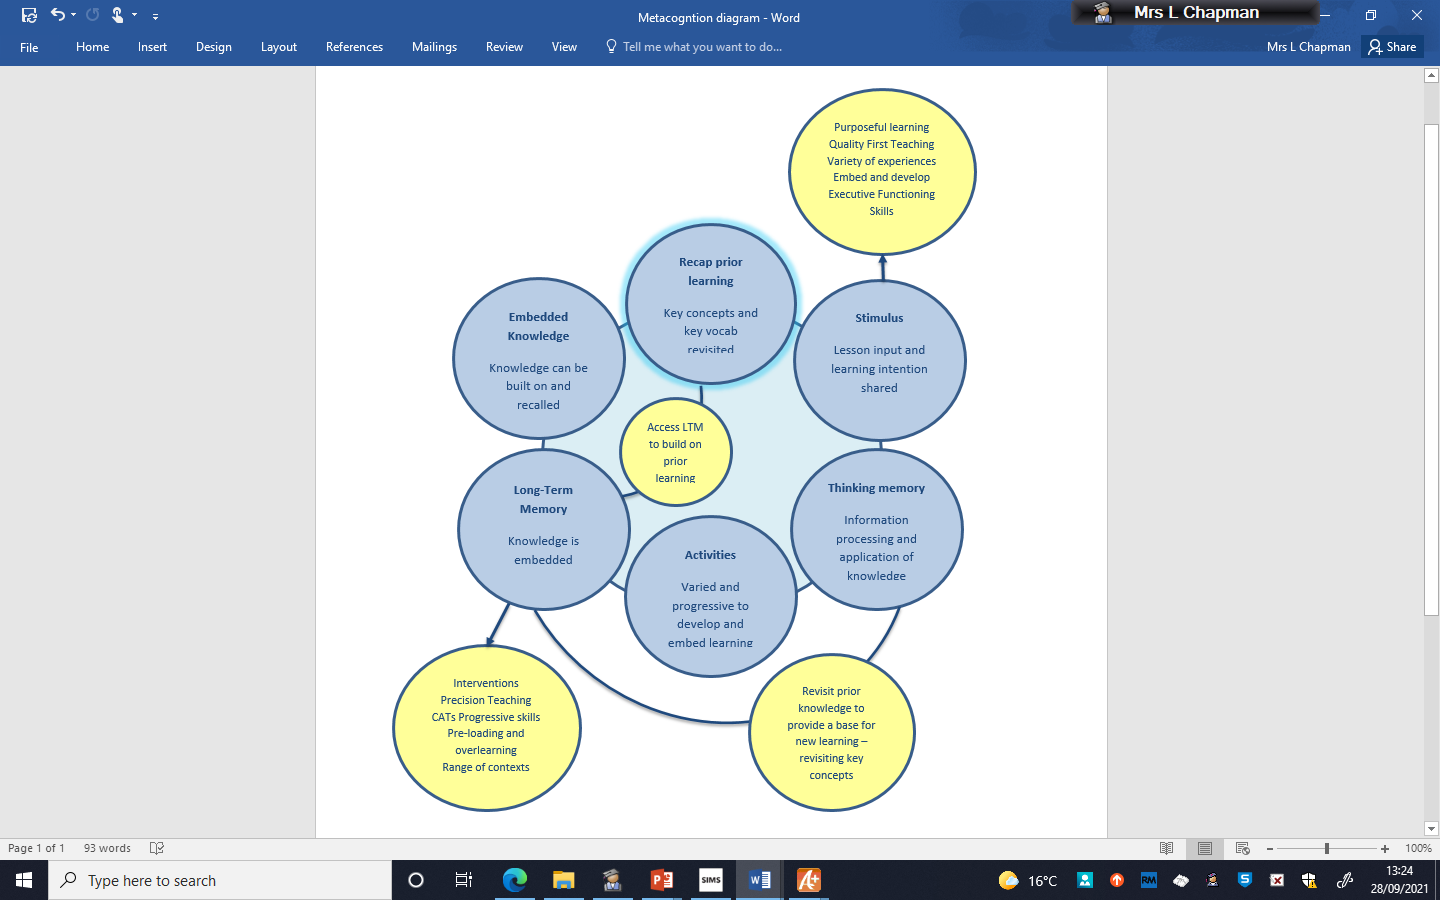 Metacogntion diagram - Word
Mrs L Chapman
File
Home
Insert
Design
Layout
References
Mailings
Review
View
Tell me what you want to do...
Mrs L Chapman
Share
Purposeful learning
Quality First Teaching
Variety of experiences
Embed and develop
Executive Functioning
Skills
Recap prior
learning
Key concepts and
key vocab
revisited
Embedded
Knowledge
Knowledge can be
built on and
recalled
Stimulus
Lesson input and
learning intention
shared
Access LTM
to build on
prior
learning
Long-Term
Memory
Knowledge is
embedded
Thinking memory
Information
processing and
application of
knowledge
Activities
Varied and
progressive to
develop and
embed learning
Interventions
Precision Teaching
CATs Progressive skills
Pre-loading and
overlearning
Range of contexts
Revisit prior
knowledge to
provide a base for
new learning –
revisiting key
concepts
Page 1 of 1
93 words
100%
Type here to search
SIMS
RM
16°C
13:24
28/09/2021